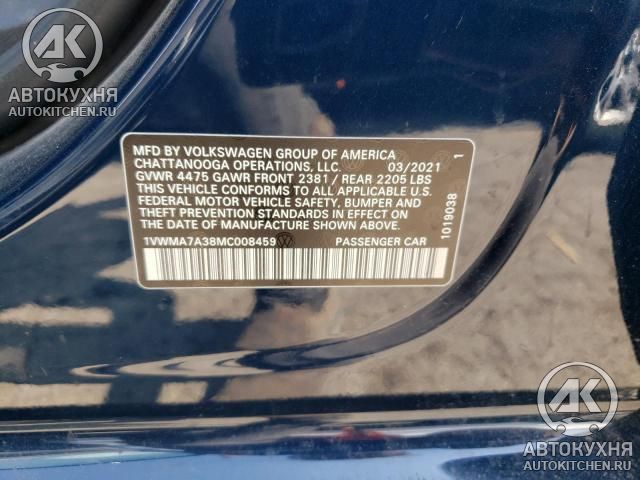 АК
АВТОКУХНЯ
AUTOKITCHEN.RU
MFD BY VOLKSWAGEN GROUP OF AMERICA
CHATTANOOGA OPERATIONS, LLC. 03/2021 1
GVWR 4475 GAWR FRONT 2381 / REAR 2205 LBS
THIS VEHICLE CONFORMS TO ALL APPLICABLE
FEDERAL MOTOR VEHICLE SAFETY, BUMPER AND
THEFT PREVENTION STANDARDS IN EFFECT ON
THE DATE OF MANUFACTURE SHOWN ABOVE.
1VWMA7A38MC008459 PASSENGER CAR
1019038
АК
АВТОКУХНЯ
AUTOKITCHEN.RU